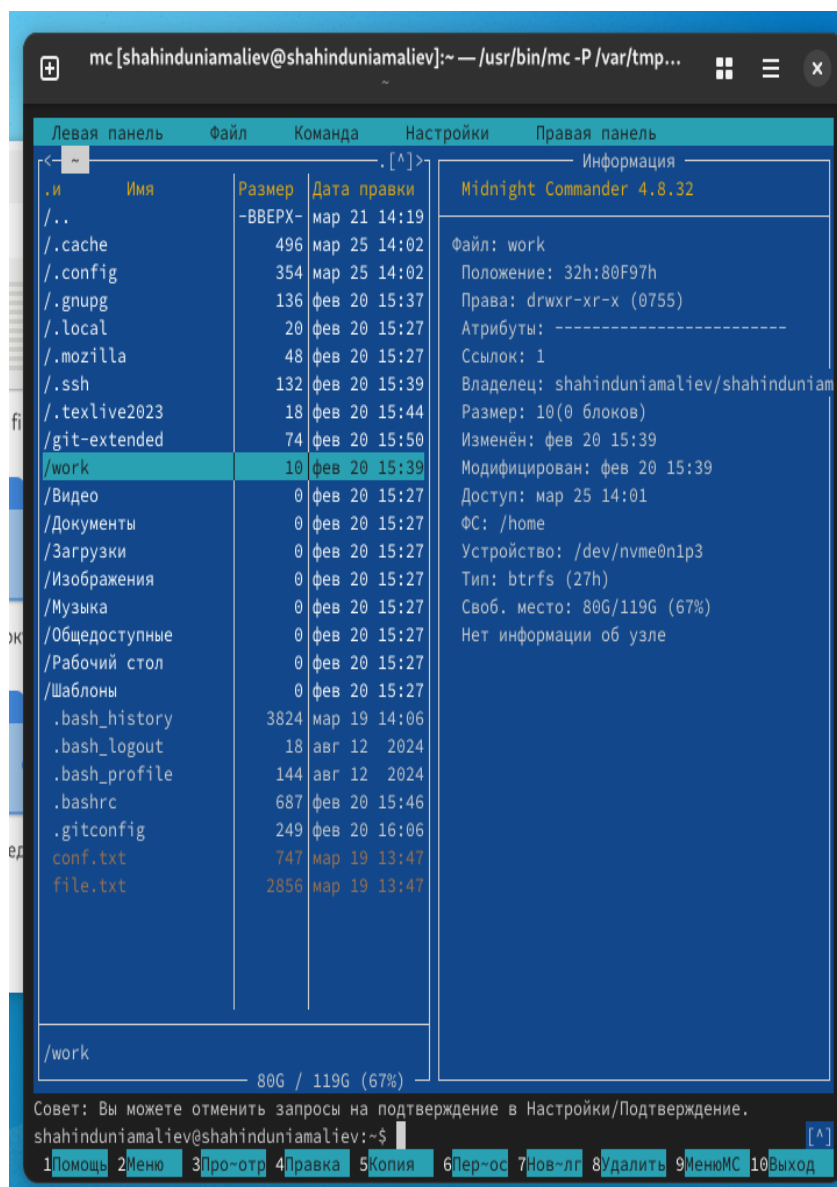 mc [shahinduniamaliev@shahinduniamaliev]:~ — /usr/bin/mc -P /var/tmp...
~
Левая панель Файл Команда Настройки Правая панель
<─ ~ .[^]>
Информация
.и Имя Размер Дата правки
Midnight Commander 4.8.32
/.. -ВВЕРХ- мар 21 14:19
/.cache 496 мар 25 14:02
/.config 354 мар 25 14:02
/.gnupg 136 фев 20 15:37
/.local 20 фев 20 15:27
/.mozilla 48 фев 20 15:27
/.ssh 132 фев 20 15:39
/.texlive2023 18 фев 20 15:44
/git-extended 74 фев 20 15:50
/work 10 фев 20 15:39
/Видео 0 фев 20 15:27
/Документы 0 фев 20 15:27
/Загрузки 0 фев 20 15:27
/Изображения 0 фев 20 15:27
/Музыка 0 фев 20 15:27
/Общедоступные 0 фев 20 15:27
/Рабочий стол 0 фев 20 15:27
/Шаблоны 0 фев 20 15:27
.bash_history 3824 мар 19 14:06
.bash_logout 18 авг 12 2024
.bash_profile 144 авг 12 2024
.bashrc 687 фев 20 15:46
.gitconfig 249 фев 20 16:06
conf.txt 747 мар 19 13:47
file.txt 2856 мар 19 13:47
/work
80G / 119G (67%)
Файл: work
Положение: 32h:80F97h
Права: drwxr-xr-x (0755)
Атрибуты: -------------------------
Ссылок: 1
Владелец: shahinduniamaliev/shahinduniam
Размер: 10(0 блоков)
Изменён: фев 20 15:39
Модифицирован: фев 20 15:39
Доступ: мар 25 14:01
ФС: /home
Устройство: /dev/nvme0n1p3
Тип: btrfs (27h)
Своб. место: 80G/119G (67%)
Нет информации об узле
Совет: Вы можете отменить запросы на подтверждение в Настройки/Подтверждение.
shahinduniamaliev@shahinduniamaliev:~$ [^]
1Помощь 2Меню 3Про~отр 4Правка 5Копия 6Пер~ос 7Нов~лг 8Удалить 9МенюМС 10Выход